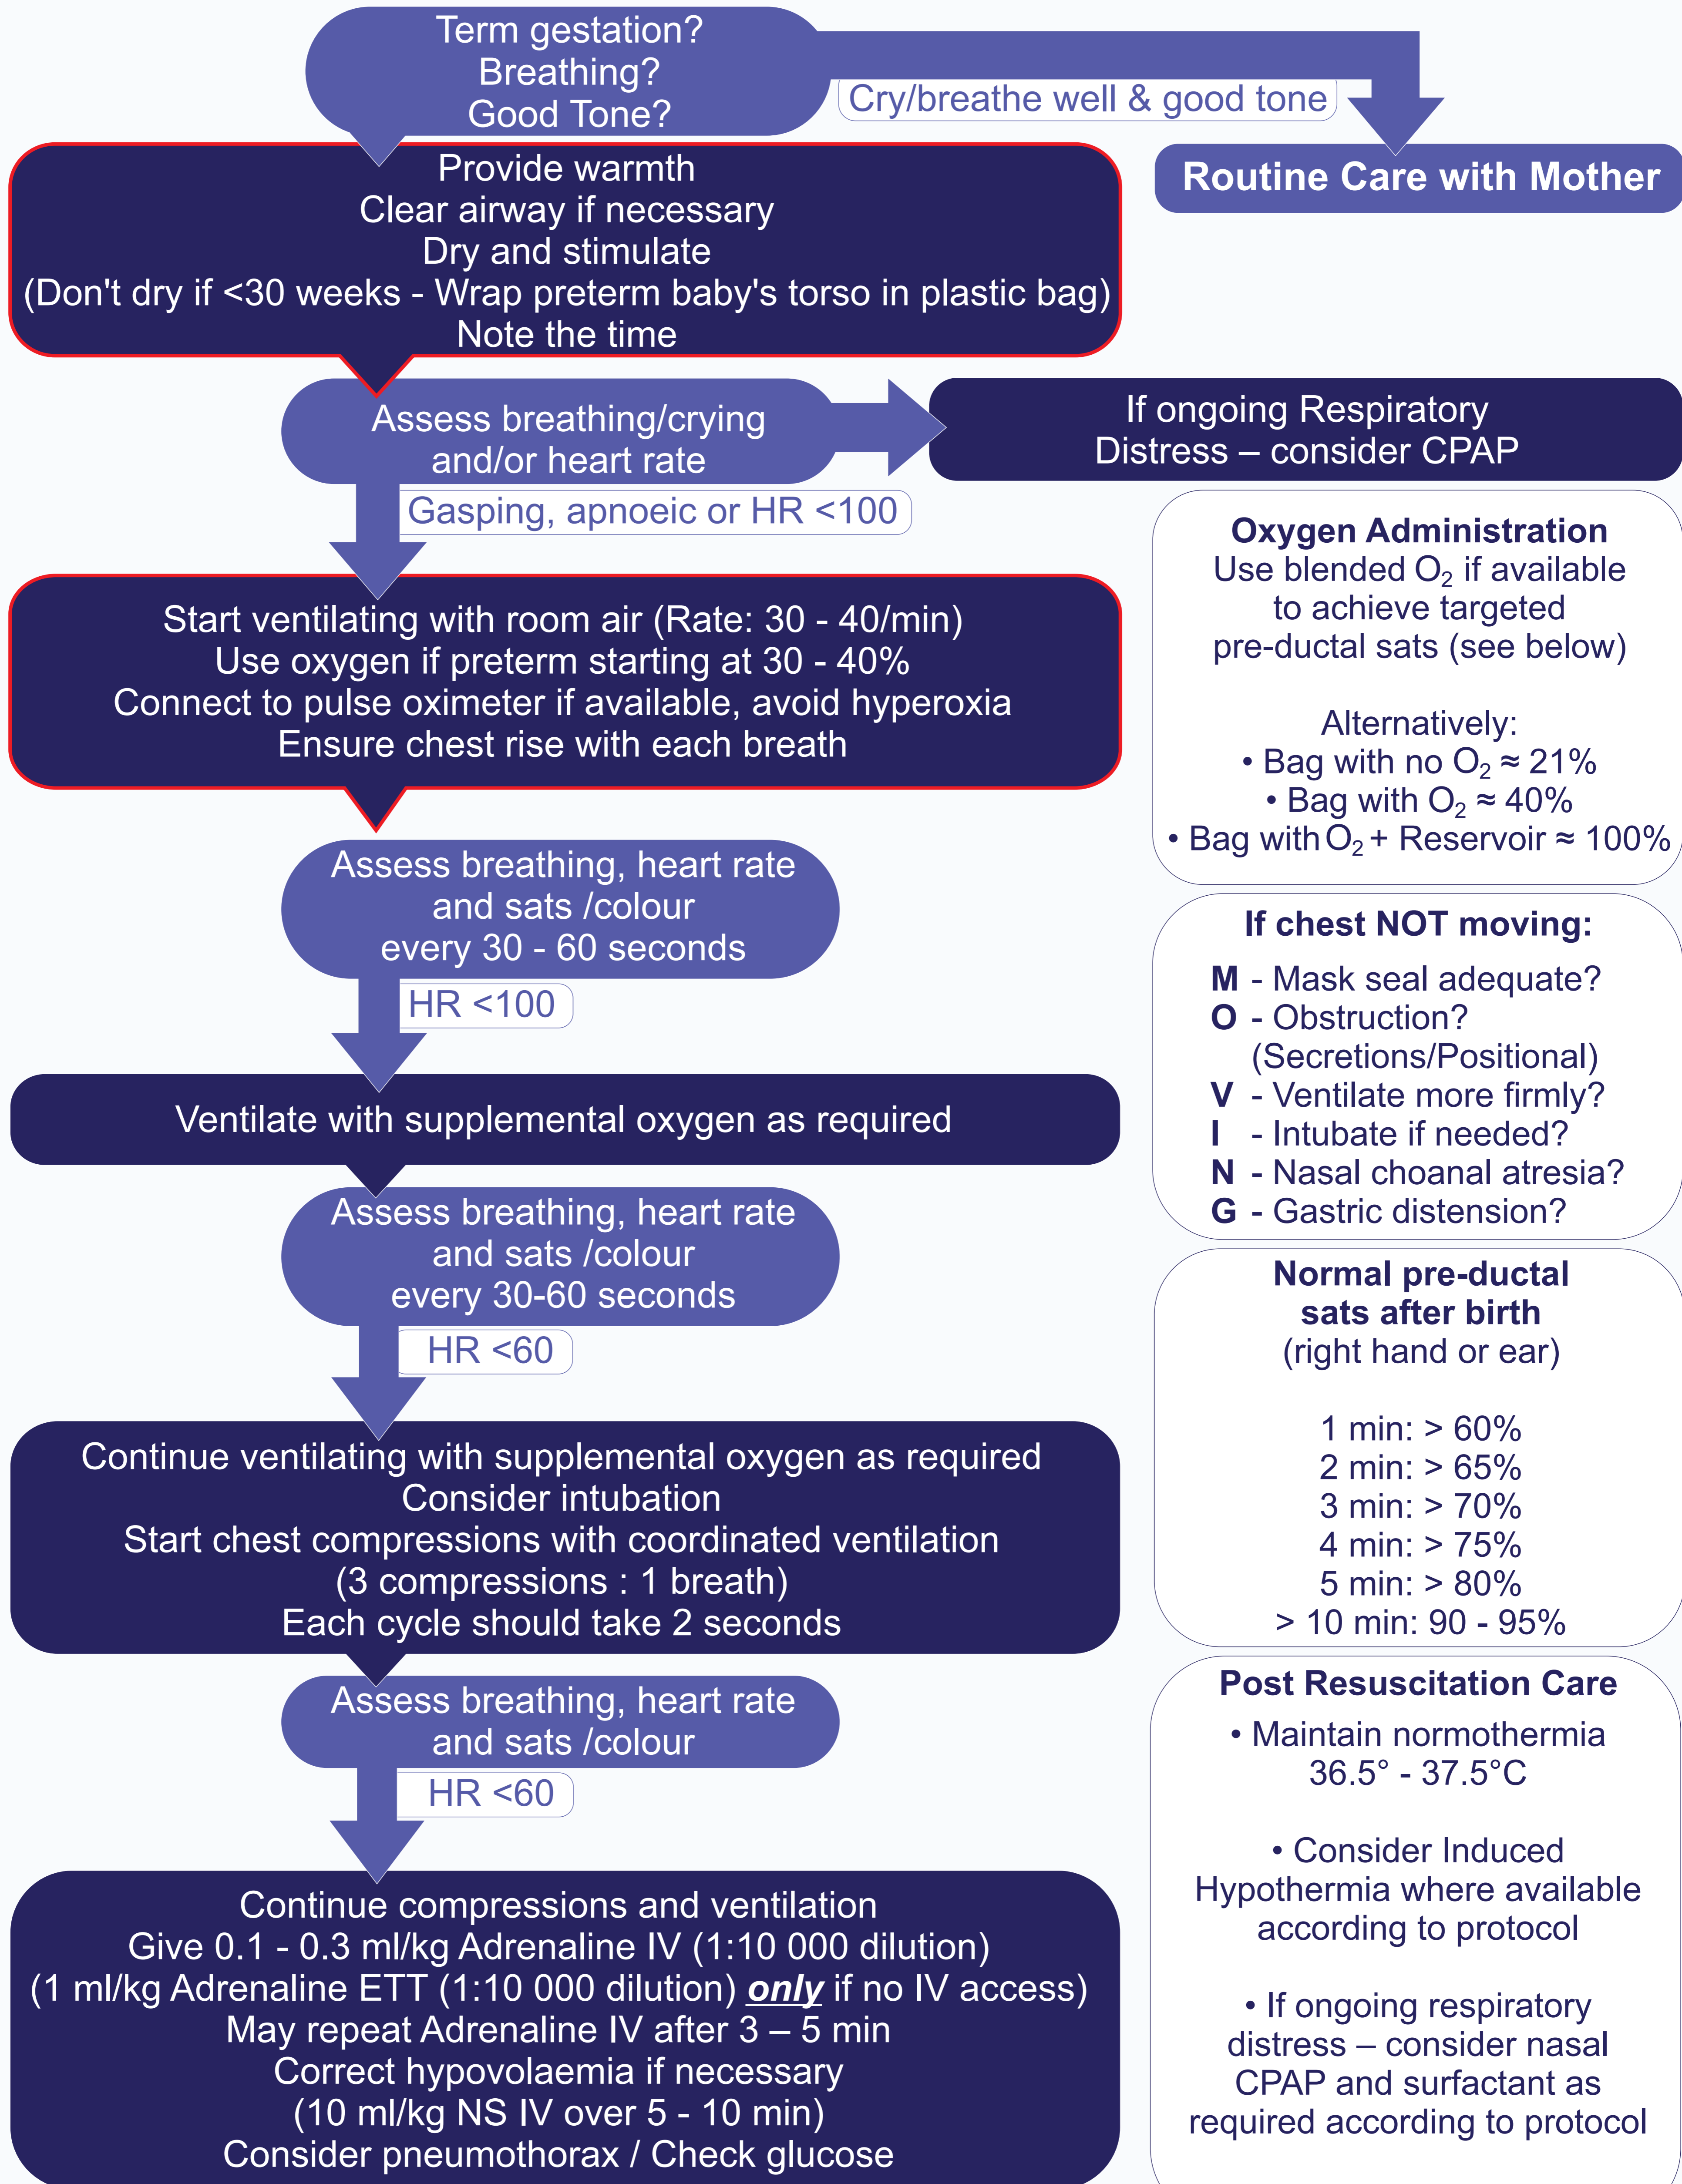 Term gestation?
Breathing?
Good Tone?
Cry/breathe well & good tone
Routine Care with Mother
Provide warmth
Clear airway if necessary
Dry and stimulate
(Don't dry if <30 weeks - Wrap preterm baby's torso in plastic bag)
Note the time
Assess breathing/crying
and/or heart rate
If ongoing Respiratory
Distress – consider CPAP
Gasping, apnoeic or HR <100
Start ventilating with room air (Rate: 30 - 40/min)
Use oxygen if preterm starting at 30 - 40%
Connect to pulse oximeter if available, avoid hyperoxia
Ensure chest rise with each breath
Assess breathing, heart rate
and sats /colour
every 30 - 60 seconds
HR <100
Ventilate with supplemental oxygen as required
Assess breathing, heart rate
and sats /colour
every 30-60 seconds
HR <60
Continue ventilating with supplemental oxygen as required
Consider intubation
Start chest compressions with coordinated ventilation
(3 compressions : 1 breath)
Each cycle should take 2 seconds
Assess breathing, heart rate
and sats /colour
HR <60
Continue compressions and ventilation
Give 0.1 - 0.3 ml/kg Adrenaline IV (1:10 000 dilution)
(1 ml/kg Adrenaline ETT (1:10 000 dilution) only if no IV access)
May repeat Adrenaline IV after 3 – 5 min
Correct hypovolaemia if necessary
(10 ml/kg NS IV over 5 - 10 min)
Consider pneumothorax / Check glucose
Oxygen Administration
Use blended O₂ if available
to achieve targeted
pre-ductal sats (see below)
Alternatively:
• Bag with no O₂ ≈ 21%
• Bag with O₂ ≈ 40%
• Bag with O₂ + Reservoir ≈ 100%
If chest NOT moving:
M - Mask seal adequate?
O - Obstruction?
(Secretions/Positional)
V - Ventilate more firmly?
I - Intubate if needed?
N - Nasal choanal atresia?
G - Gastric distension?
Normal pre-ductal
sats after birth
(right hand or ear)
1 min: > 60%
2 min: > 65%
3 min: > 70%
4 min: > 75%
5 min: > 80%
> 10 min: 90 - 95%
Post Resuscitation Care
• Maintain normothermia
36.5° - 37.5°C
• Consider Induced
Hypothermia where available
according to protocol
• If ongoing respiratory
distress – consider nasal
CPAP and surfactant as
required according to protocol